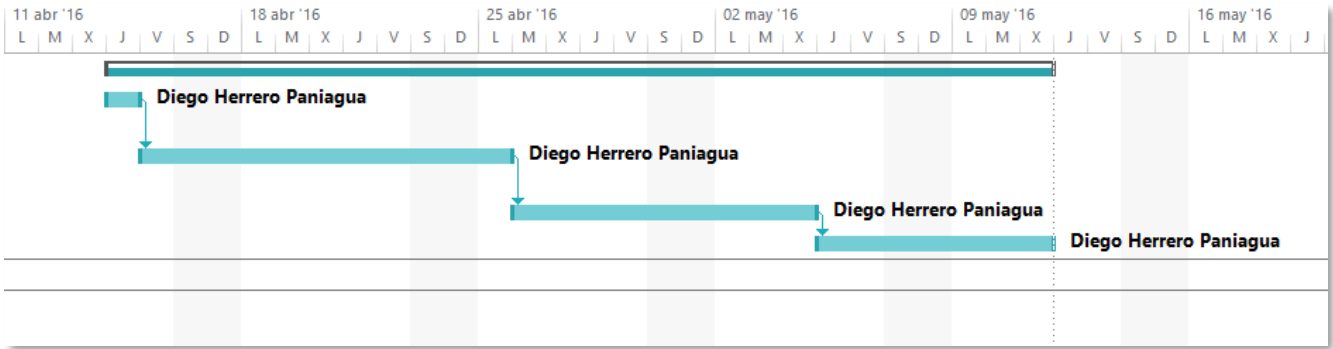 11 abr '16 18 abr '16 25 abr '16 02 may '16 09 may '16 16 may '16
L M X J V S D L M X J V S D L M X J V S D L M X J V S D L M X J V S D L M X J
Diego Herrero Paniagua
Diego Herrero Paniagua
Diego Herrero Paniagua
Diego Herrero Paniagua